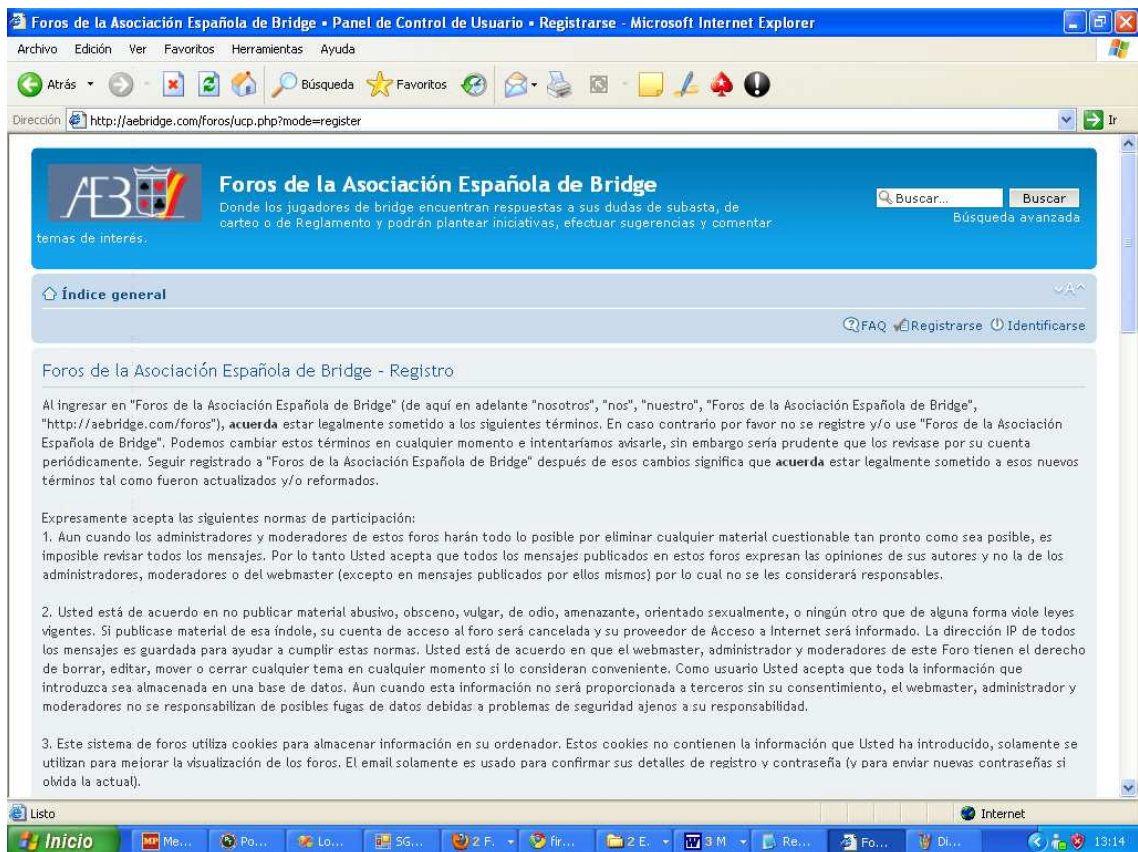 Foros de la Asociación Española de Bridge • Panel de Control de Usuario • Registrarse - Microsoft Internet Explorer
Archivo Edición Ver Favoritos Herramientas Ayuda
Atrás Búsqueda Favoritos
Dirección http://aebridge.com/foros/ucp.php?mode=register Ir
AEB
Foros de la Asociación Española de Bridge
Donde los jugadores de bridge encuentran respuestas a sus dudas de subasta, de
carteo o de Reglamento y podrán plantear iniciativas, efectuar sugerencias y comentar
temas de interés.
Buscar... Buscar
Búsqueda avanzada
Índice general
FAQ Registrarse Identificarse
Foros de la Asociación Española de Bridge - Registro
Al ingresar en "Foros de la Asociación Española de Bridge" (de aquí en adelante "nosotros", "nos", "nuestro", "Foros de la Asociación Española de Bridge",
"http://aebridge.com/foros"), acuerda estar legalmente sometido a los siguientes términos. En caso contrario por favor no se registre y/o use "Foros de la Asociación
Española de Bridge". Podemos cambiar estos términos en cualquier momento e intentaríamos avisarle, sin embargo sería prudente que los revisase por su cuenta
periódicamente. Seguir registrado a "Foros de la Asociación Española de Bridge" después de esos cambios significa que acuerda estar legalmente sometido a esos nuevos
términos tal como fueron actualizados y/o reformados.
Expresamente acepta las siguientes normas de participación:
1. Aun cuando los administradores y moderadores de estos foros harán todo lo posible por eliminar cualquier material cuestionable tan pronto como sea posible, es
imposible revisar todos los mensajes. Por lo tanto Usted acepta que todos los mensajes publicados en estos foros expresan las opiniones de sus autores y no la de los
administradores, moderadores o del webmaster (excepto en mensajes publicados por ellos mismos) por lo cual no se les considerará responsables.
2. Usted está de acuerdo en no publicar material abusivo, obsceno, vulgar, de odio, amenazante, orientado sexualmente, o ningún otro que de alguna forma viole leyes
vigentes. Si publicase material de esa índole, su cuenta de acceso al foro será cancelada y su proveedor de Acceso a Internet será informado. La dirección IP de todos
los mensajes es guardada para ayudar a cumplir estas normas. Usted está de acuerdo en que el webmaster, administrador y moderadores de este Foro tienen el derecho
de borrar, editar, mover o cerrar cualquier tema en cualquier momento si lo consideran conveniente. Como usuario Usted acepta que toda la información que
introduzca sea almacenada en una base de datos. Aun cuando esta información no será proporcionada a terceros sin su consentimiento, el webmaster, administrador y
moderadores no se responsabilizan de posibles fugas de datos debidas a problemas de seguridad ajenos a su responsabilidad.
3. Este sistema de foros utiliza cookies para almacenar información en su ordenador. Estos cookies no contienen la información que Usted ha introducido, solamente se
utilizan para mejorar la visualización de los foros. El email solamente es usado para confirmar sus detalles de registro y contraseña (y para enviar nuevas contraseñas si
olvida la actual).
Listo Internet
Inicio Me... Po... Lo... SG... 2 F. fir... 2 E. 3 M Re... Fo... Di... 13:14